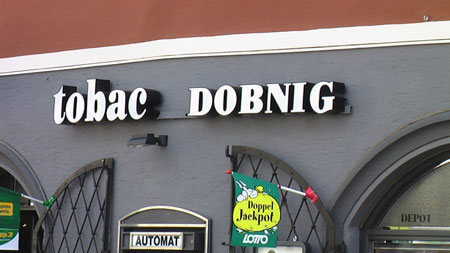 tobac DOBNIG
Doppel
Jackpot
LOTTO
AUTOMAT
DEPOT